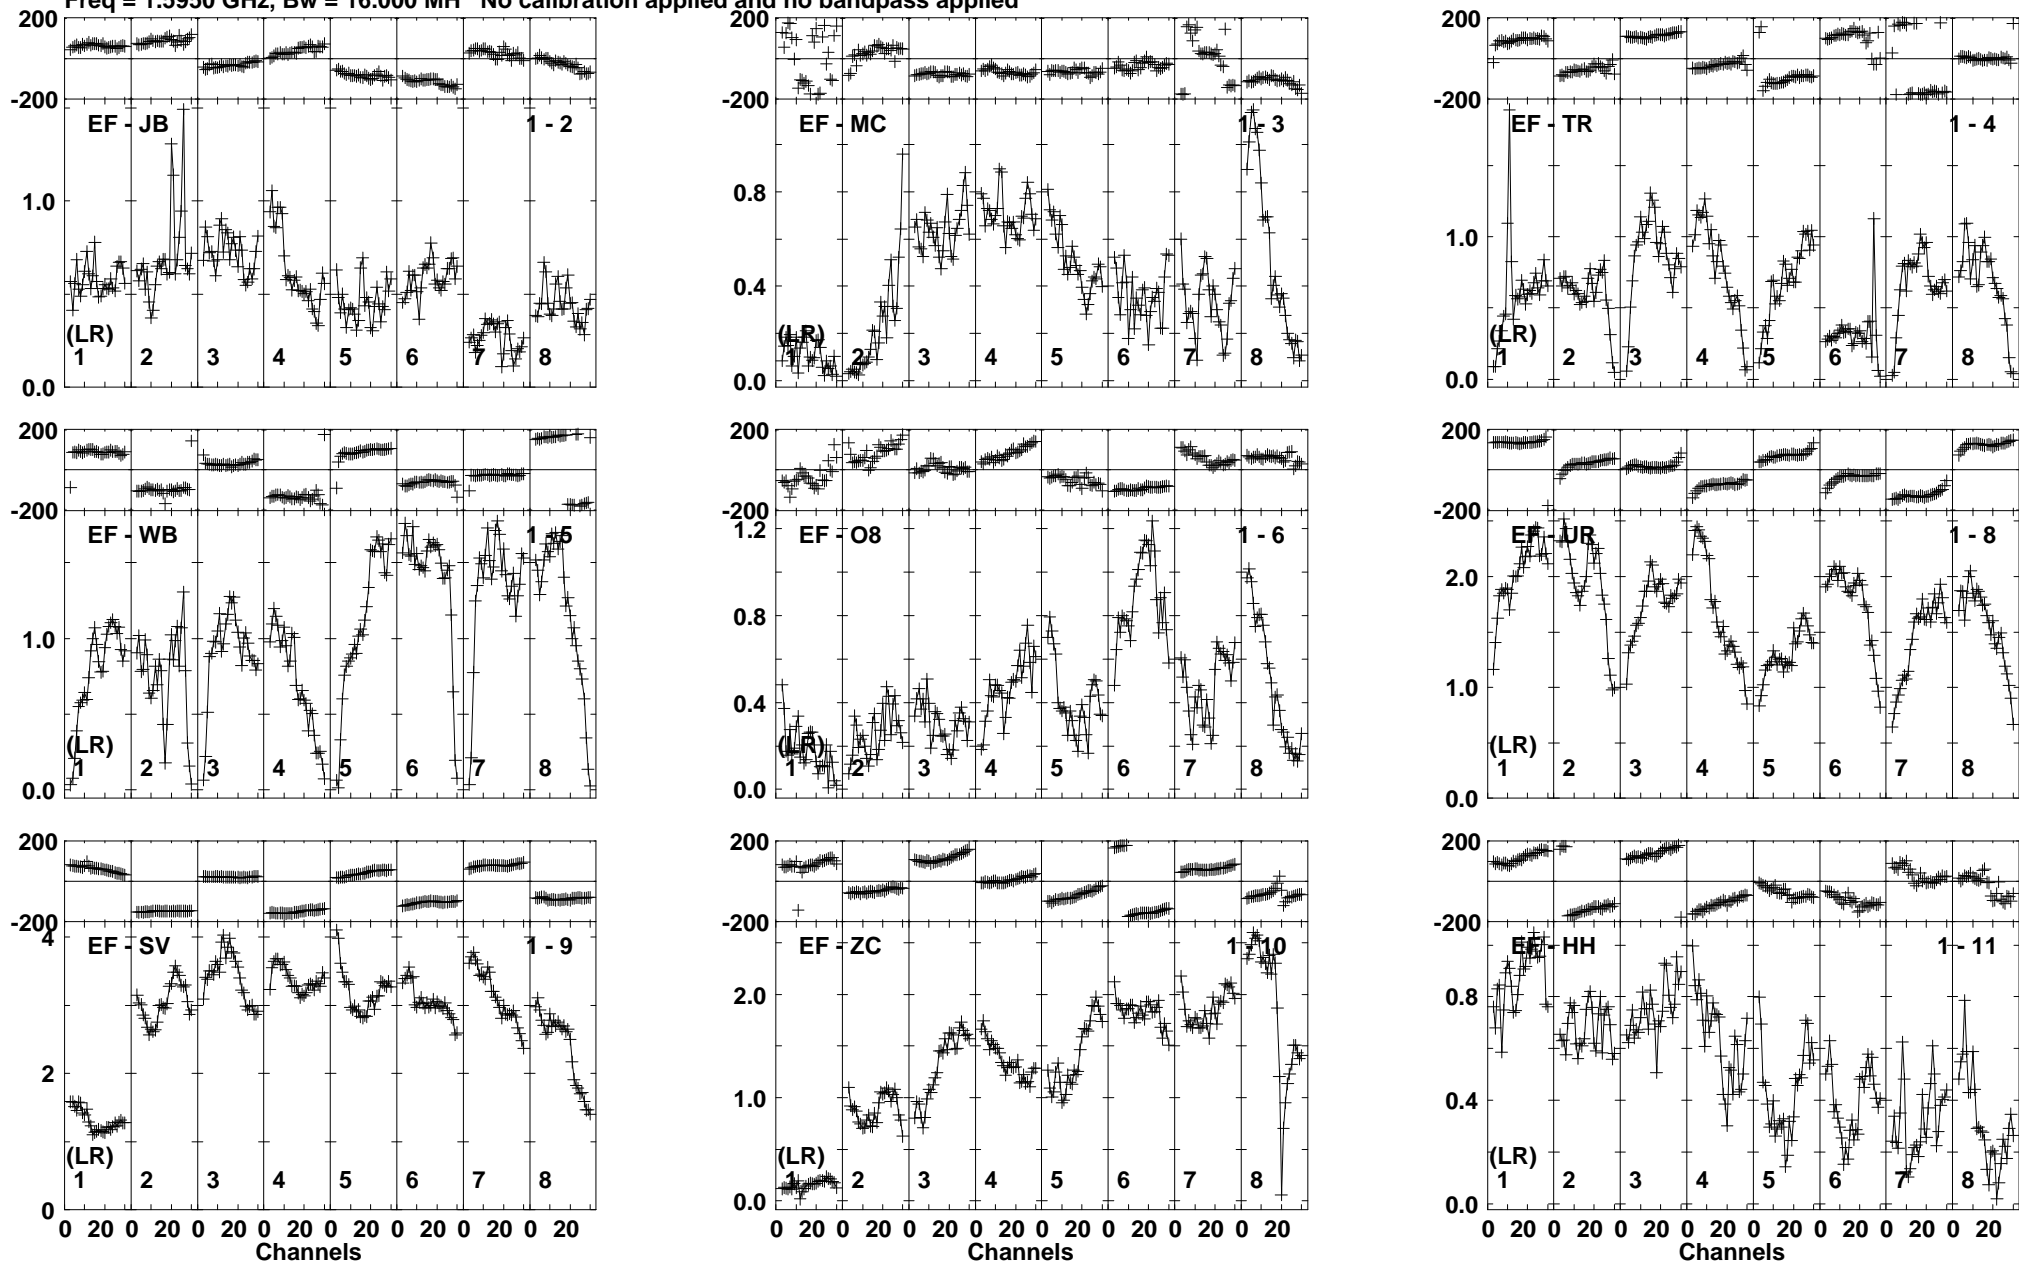 Freq = 1.5950 GHz, Bw = 16.000 MH No calibration applied and no bandpass applied
200
-200
EF - JB
1 - 2
1.0
0.0
(LR)
1 2 3 4 5 6 7 8
200
-200
EF - MC
1 - 3
0.8
0.4
0.0
(LR)
1 2 3 4 5 6 7 8
200
-200
EF - TR
1 - 4
1.0
0.0
(LR)
1 2 3 4 5 6 7 8
200
-200
EF - WB
1 - 5
1.0
0.0
(LR)
1 2 3 4 5 6 7 8
200
-200
EF - O8
1 - 6
1.2
0.8
0.4
0.0
(LR)
1 2 3 4 5 6 7 8
200
-200
EF - UR
1 - 8
2.0
1.0
0.0
(LR)
1 2 3 4 5 6 7 8
200
-200
EF - SV
1 - 9
4
2
0
(LR)
1 2 3 4 5 6 7 8
0 20 0 20 0 20 0 20 0 20 0 20 0 20 0 20
Channels
200
-200
EF - ZC
1 - 10
2.0
1.0
0.0
(LR)
1 2 3 4 5 6 7 8
0 20 0 20 0 20 0 20 0 20 0 20 0 20 0 20
Channels
200
-200
EF - HH
1 - 11
0.8
0.4
0.0
(LR)
1 2 3 4 5 6 7 8
0 20 0 20 0 20 0 20 0 20 0 20 0 20 0 20
Channels